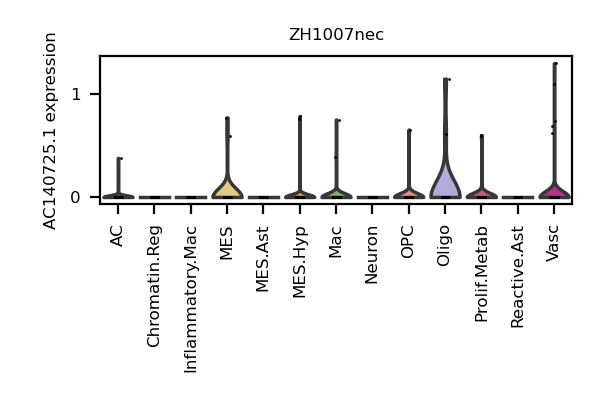 ZH1007nec
AC140725.1 expression
1
0
AC
Chromatin.Reg
Inflammatory.Mac
MES
MES.Ast
MES.Hyp
Mac
Neuron
OPC
Oligo
Prolif.Metab
Reactive.Ast
Vasc